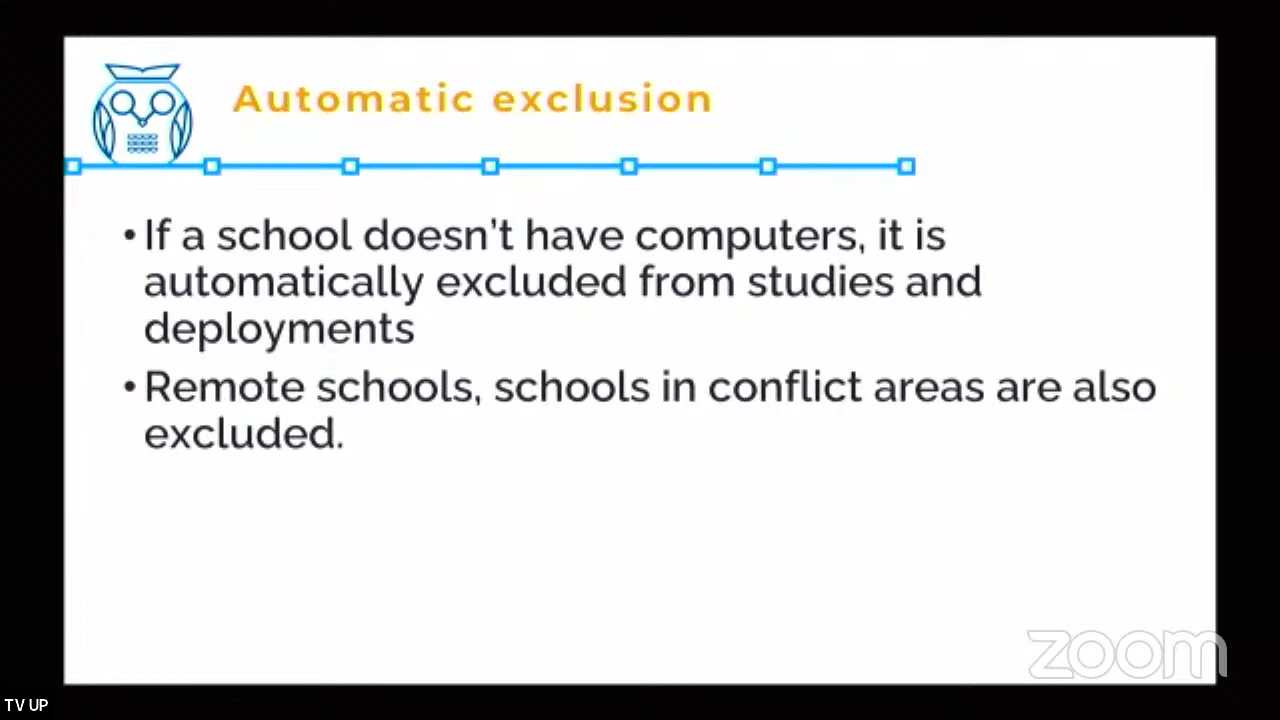 Automatic exclusion
•If a school doesn't have computers, it is
automatically excluded from studies and
deployments
•Remote schools, schools in conflict areas are also
excluded.
zoom
TV UP